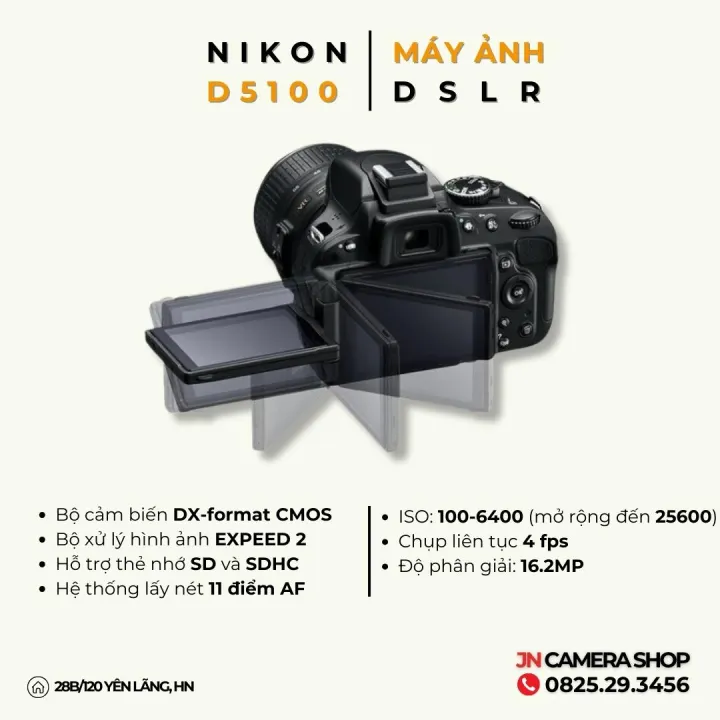 NIKON
D5100
MÁY ẢNH
DSLR
• Bộ cảm biến DX-format CMOS
• Bộ xử lý hình ảnh EXPEED 2
• Hỗ trợ thẻ nhớ SD và SDHC
• Hệ thống lấy nét 11 điểm AF
• ISO: 100-6400 (mở rộng đến 25600)
• Chụp liên tục 4 fps
• Độ phân giải: 16.2MP
28B/120 YÊN LÃNG, HN
JN CAMERA SHOP
0825.29.3456